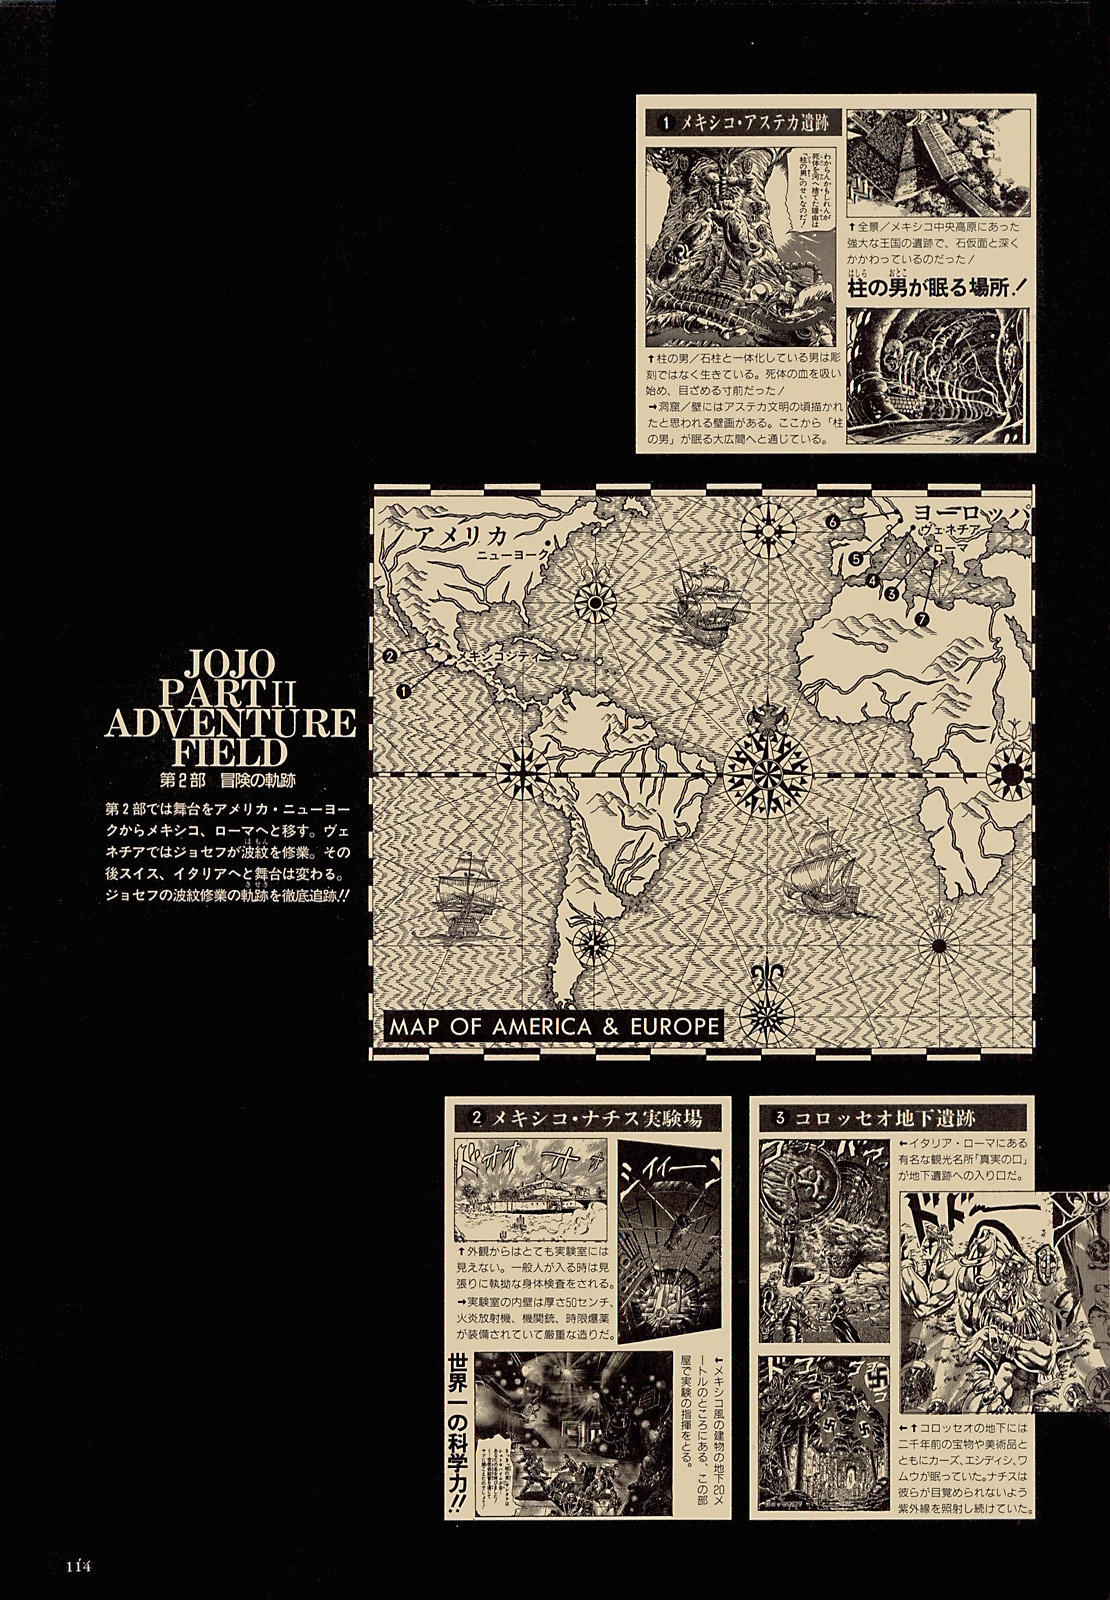 ❶ メキシコ・アステカ遺跡
わからんかもしれんが
死体を河へ捨てた理由は
「柱の男」のせいなのだ！
↑全景／メキシコ中央高原にあった
強大な王国の遺跡で、石仮面と深く
かかわっているのだった！
柱の男が眠る場所！
↑柱の男／石柱と一体化している男は彫
刻ではなく生きている。死体の血を吸い
始め、目ざめる寸前だった！
→洞窟／壁にはアステカ文明の頃描かれ
たと思われる壁画がある。ここから「柱
の男」が眠る大広間へと通じている。
アメリカ
ニューヨーク
ヨーロッパ
ヴェネチア
ローマ
メキシコシティー
❶
❷
❸
❹
❺
❻
❼
MAP OF AMERICA & EUROPE
JOJO
PART II
ADVENTURE
FIELD
第2部 冒険の軌跡
第2部では舞台をアメリカ・ニューヨー
クからメキシコ、ローマへと移す。ヴェ
ネチアではジョセフが波紋を修業。その
後スイス、イタリアへと舞台は変わる。
ジョセフの波紋修業の軌跡を徹底追跡!!
❷ メキシコ・ナチス実験場
ドオオ オォ
↑外観からはとても実験室には
見えない。一般人が入る時は見
張りに執拗な身体検査をされる。
→実験室の内壁は厚さ50センチ、
火炎放射機、機関銃、時限爆薬
が装備されていて厳重な造りだ。
←メキシコ風の建物の地下20メ
ートルのところにある、この部
屋で実験の指揮をとる。
世界一の科学力!!
❸ コロッセオ地下遺跡
←イタリア・ローマにある
有名な観光名所「真実の口」
が地下遺跡への入り口だ。
ドドー
←↑コロッセオの地下には
二千年前の宝物や美術品と
ともにカーズ、エシディシ、ワ
ムウが眠っていた。ナチスは
彼らが目覚められないよう
紫外線を照射し続けていた。
114